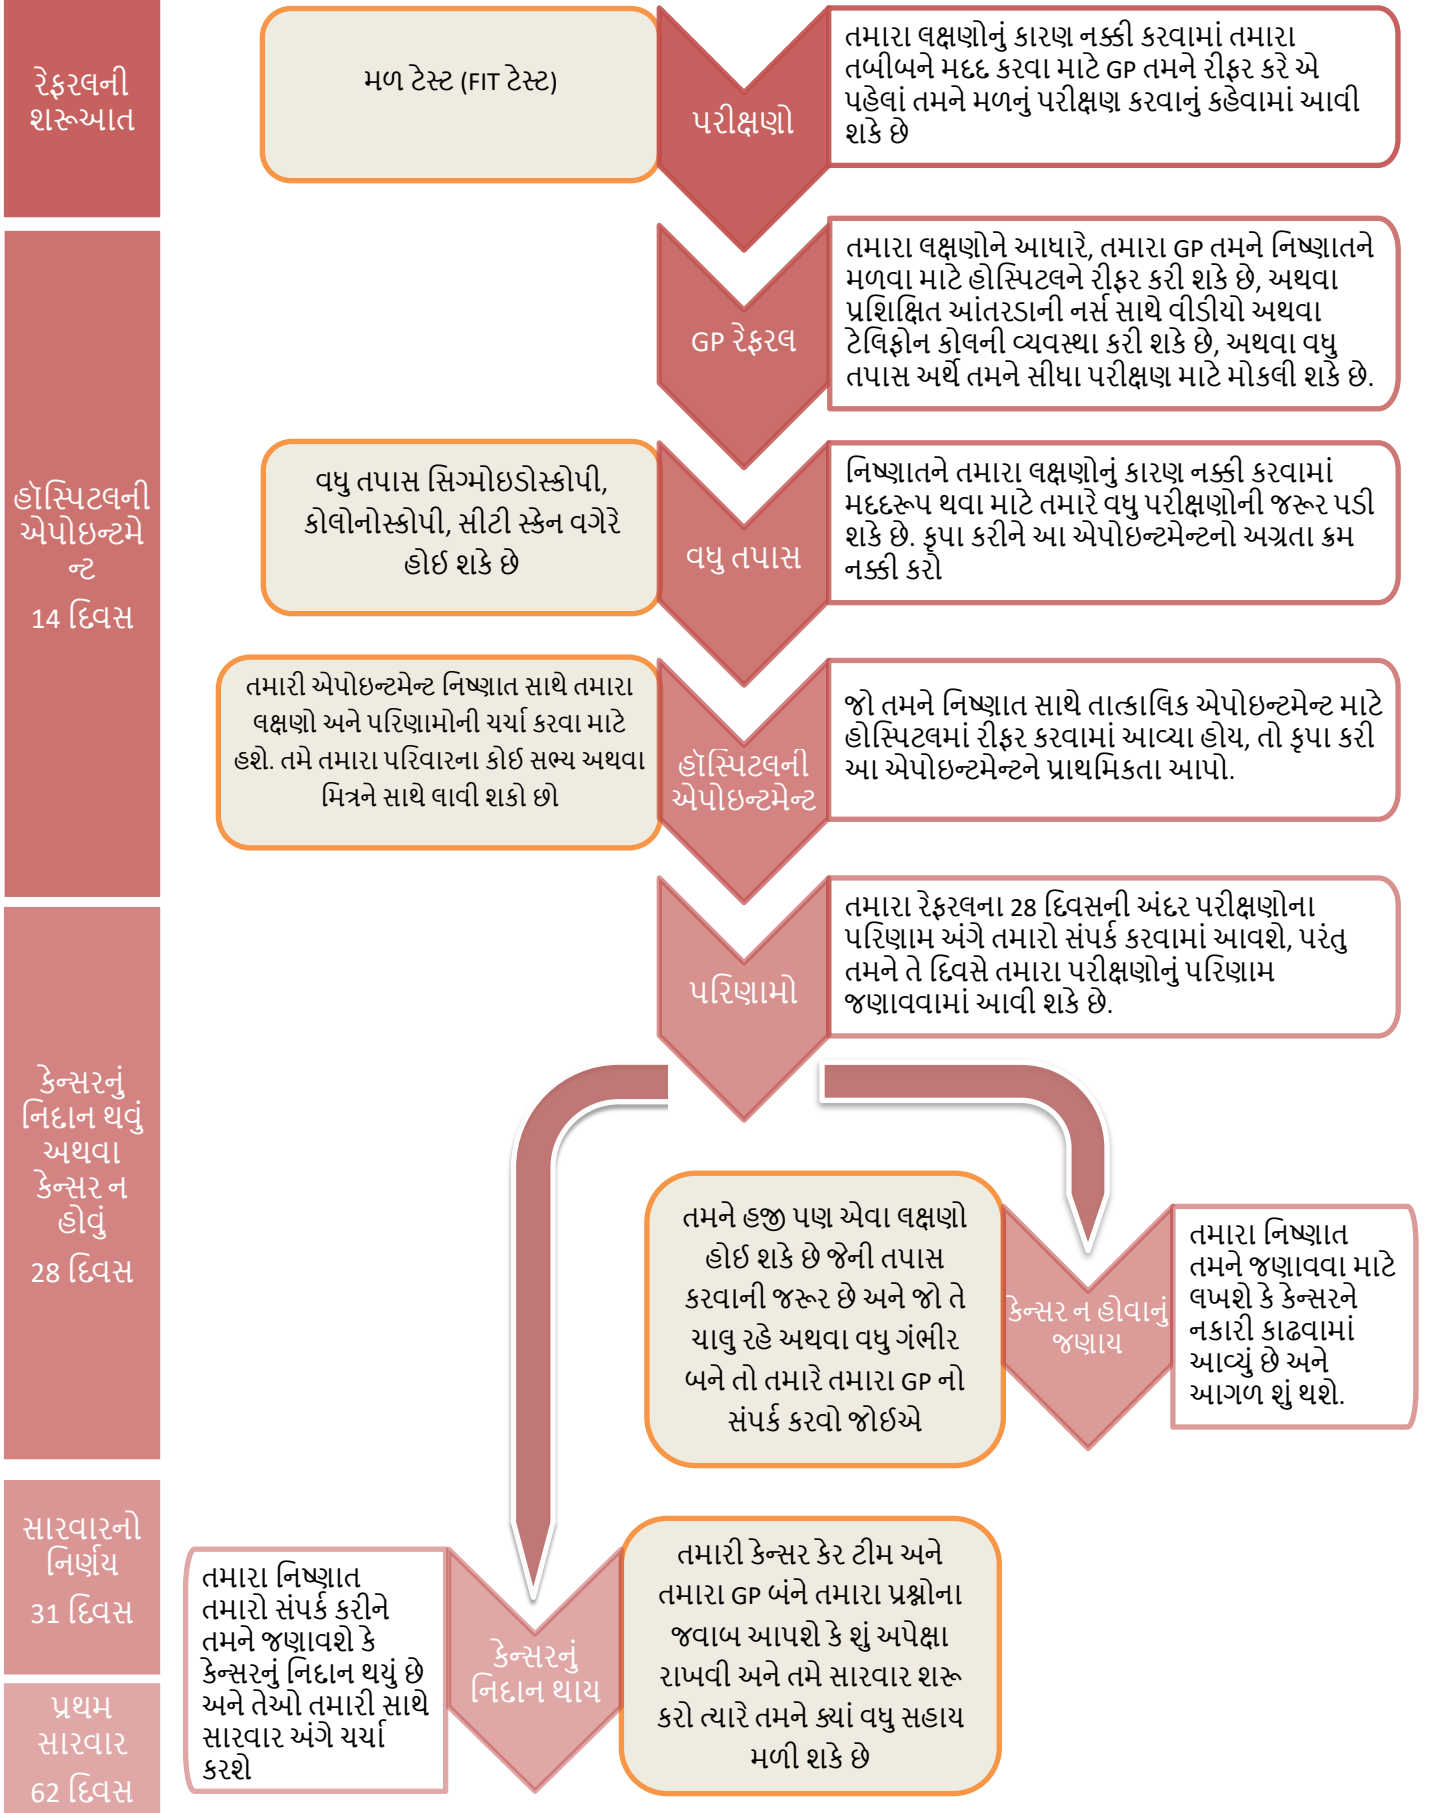 રેફરલની
શરૂઆત
મળ ટેસ્ટ (FIT ટેસ્ટ)
પરીક્ષણો
તમારા લક્ષણોનું કારણ નક્કી કરવામાં તમારા
તબીબને મદદ કરવા માટે GP તમને રીફર કરે એ
પહેલાં તમને મળનું પરીક્ષણ કરવાનું કહેવામાં આવી
શકે છે
GP રેફરલ
તમારા લક્ષણોને આધારે, તમારા GP તમને નિષ્ણાતને
મળવા માટે હોસ્પિટલને રીફર કરી શકે છે, અથવા
પ્રશિક્ષિત આંતરડાની નર્સ સાથે વીડીયો અથવા
ટેલિફોન કોલની વ્યવસ્થા કરી શકે છે, અથવા વધુ
તપાસ અર્થે તમને સીધા પરીક્ષણ માટે મોકલી શકે છે.
હૉસ્પિટલની
એપોઇન્ટમે
ન્ટ
14 દિવસ
વધુ તપાસ સિગ્મોઇડોસ્કોપી,
કોલોનોસ્કોપી, સીટી સ્કેન વગેરે
હોઈ શકે છે
વધુ તપાસ
નિષ્ણાતને તમારા લક્ષણોનું કારણ નક્કી કરવામાં
મદદરૂપ થવા માટે તમારે વધુ પરીક્ષણોની જરૂર પડી
શકે છે. કૃપા કરીને આ એપોઇન્ટમેન્ટનો અગ્રતા ક્રમ
નક્કી કરો
તમારી એપોઇન્ટમેન્ટ નિષ્ણાત સાથે તમારા
લક્ષણો અને પરિણામોની ચર્ચા કરવા માટે
હશે. તમે તમારા પરિવારના કોઈ સભ્ય અથવા
મિત્રને સાથે લાવી શકો છો
હૉસ્પિટલની
એપોઇન્ટમેન્ટ
જો તમને નિષ્ણાત સાથે તાત્કાલિક એપોઇન્ટમેન્ટ માટે
હોસ્પિટલમાં રીફર કરવામાં આવ્યા હોય, તો કૃપા કરી
આ એપોઇન્ટમેન્ટને પ્રાથમિકતા આપો.
પરિણામો
તમારા રેફરલના 28 દિવસની અંદર પરીક્ષણોના
પરિણામ અંગે તમારો સંપર્ક કરવામાં આવશે, પરંતુ
તમને તે દિવસે તમારા પરીક્ષણોનું પરિણામ
જણાવવામાં આવી શકે છે.
કેન્સરનું
નિદાન થવું
અથવા
કેન્સર ન
હોવું
28 દિવસ
તમને હજી પણ એવા લક્ષણો
હોઈ શકે છે જેની તપાસ
કરવાની જરૂર છે અને જો તે
ચાલુ રહે અથવા વધુ ગંભીર
બને તો તમારે તમારા GP નો
સંપર્ક કરવો જોઈએ
કેન્સર ન હોવાનું
જણાય
તમારા નિષ્ણાત
તમને જણાવવા માટે
લખશે કે કેન્સરને
નકારી કાઢવામાં
આવ્યું છે અને
આગળ શું થશે.
સારવારનો
નિર્ણય
31 દિવસ
તમારા નિષ્ણાત
તમારો સંપર્ક કરીને
તમને જણાવશે કે
કેન્સરનું નિદાન થયું છે
અને તેઓ તમારી સાથે
સારવાર અંગે ચર્ચા
કરશે
કેન્સરનું
નિદાન થાય
તમારી કેન્સર કેર ટીમ અને
તમારા GP બંને તમારા પ્રશ્નોના
જવાબ આપશે કે શું અપેક્ષા
રાખવી અને તમે સારવાર શરૂ
કરો ત્યારે તમને ક્યાં વધુ સહાય
મળી શકે છે
પ્રથમ
સારવાર
62 દિવસ